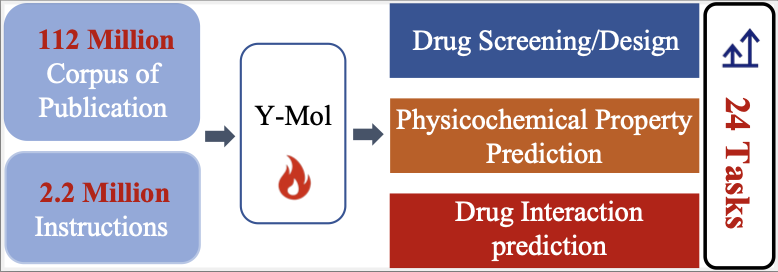 112 Million
Corpus of
Publication
2.2 Million
Instructions
Y-Mol
Drug Screening/Design
Physicochemical Property
Prediction
Drug Interaction
prediction
24 Tasks